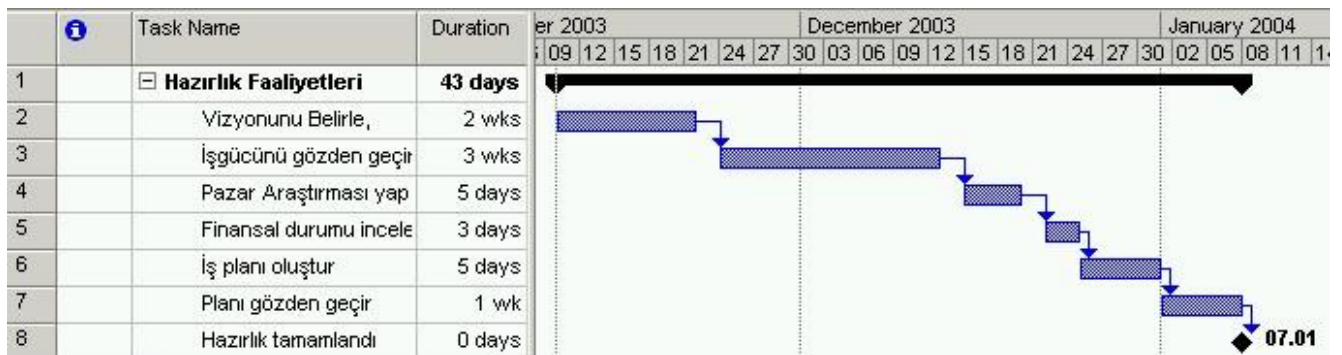 Task Name Duration er 2003 December 2003 January 2004
09 12 15 18 21 24 27 30 03 06 09 12 15 18 21 24 27 30 02 05 08 11
1 Hazırlık Faaliyetleri 43 days
2 Vizyonunu Belirle, 2 wks
3 İşgücünü gözden geçir 3 wks
4 Pazar Araştırması yap 5 days
5 Finansal durumu incele 3 days
6 İş planı oluştur 5 days
7 Planı gözden geçir 1 wk
8 Hazırlık tamamlandı 0 days 07.01